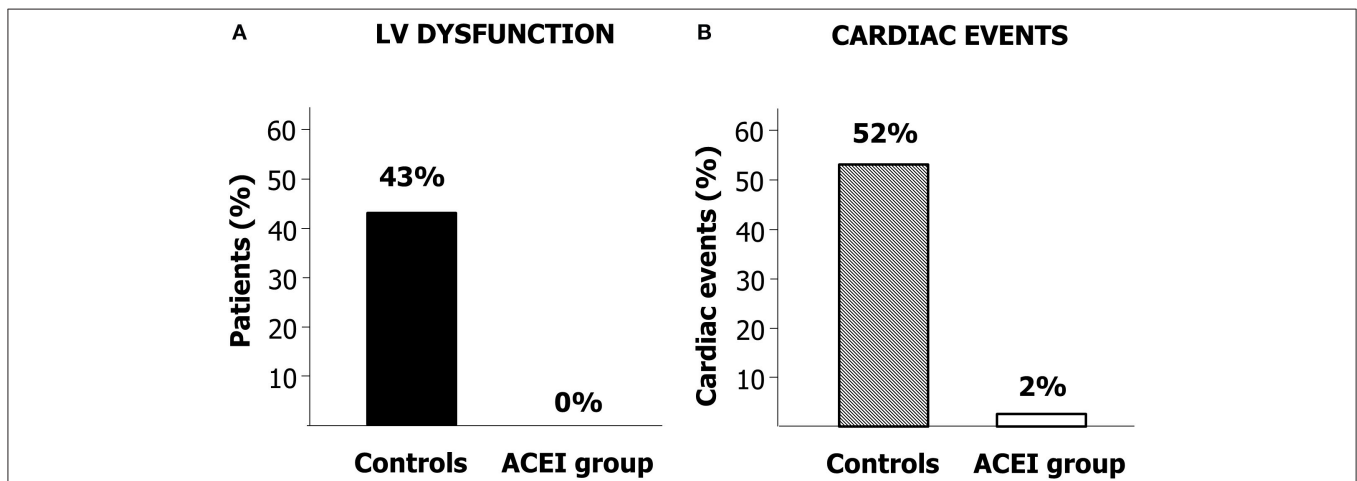 A LV DYSFUNCTION
Patients (%)
60
50
40
30
20
10
43%
0%
Controls ACEI group
B CARDIAC EVENTS
Cardiac events (%)
60
50
40
30
20
10
52%
2%
Controls ACEI group